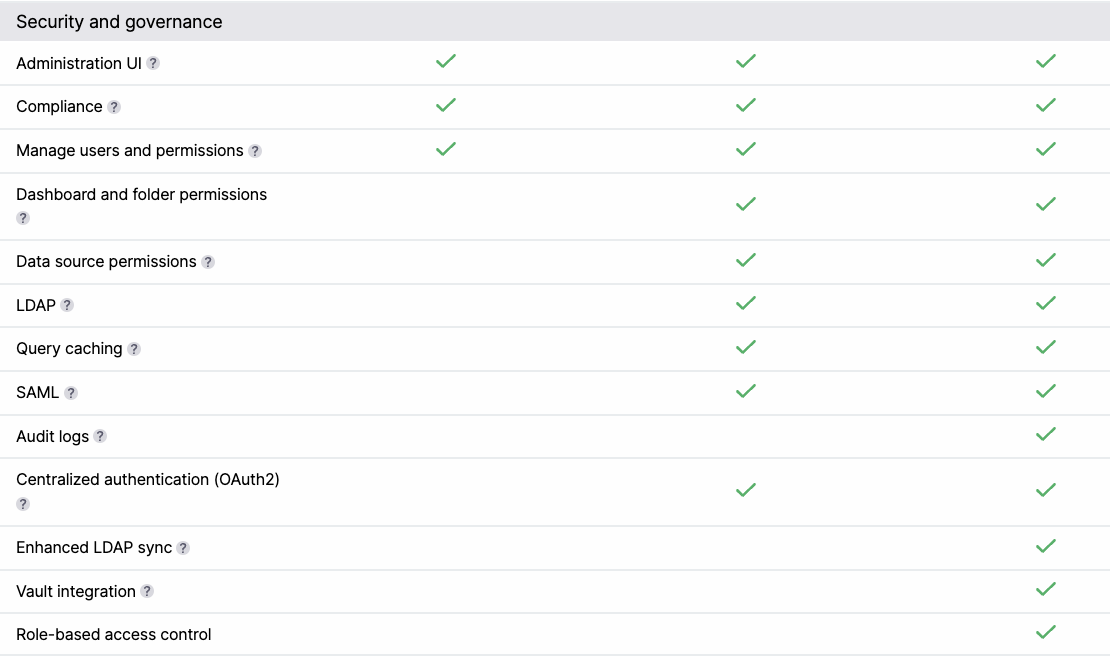 Security and governance
Administration UI ?
Compliance ?
Manage users and permissions ?
Dashboard and folder permissions
?
Data source permissions ?
LDAP ?
Query caching ?
SAML ?
Audit logs ?
Centralized authentication (OAuth2)
?
Enhanced LDAP sync ?
Vault integration ?
Role-based access control